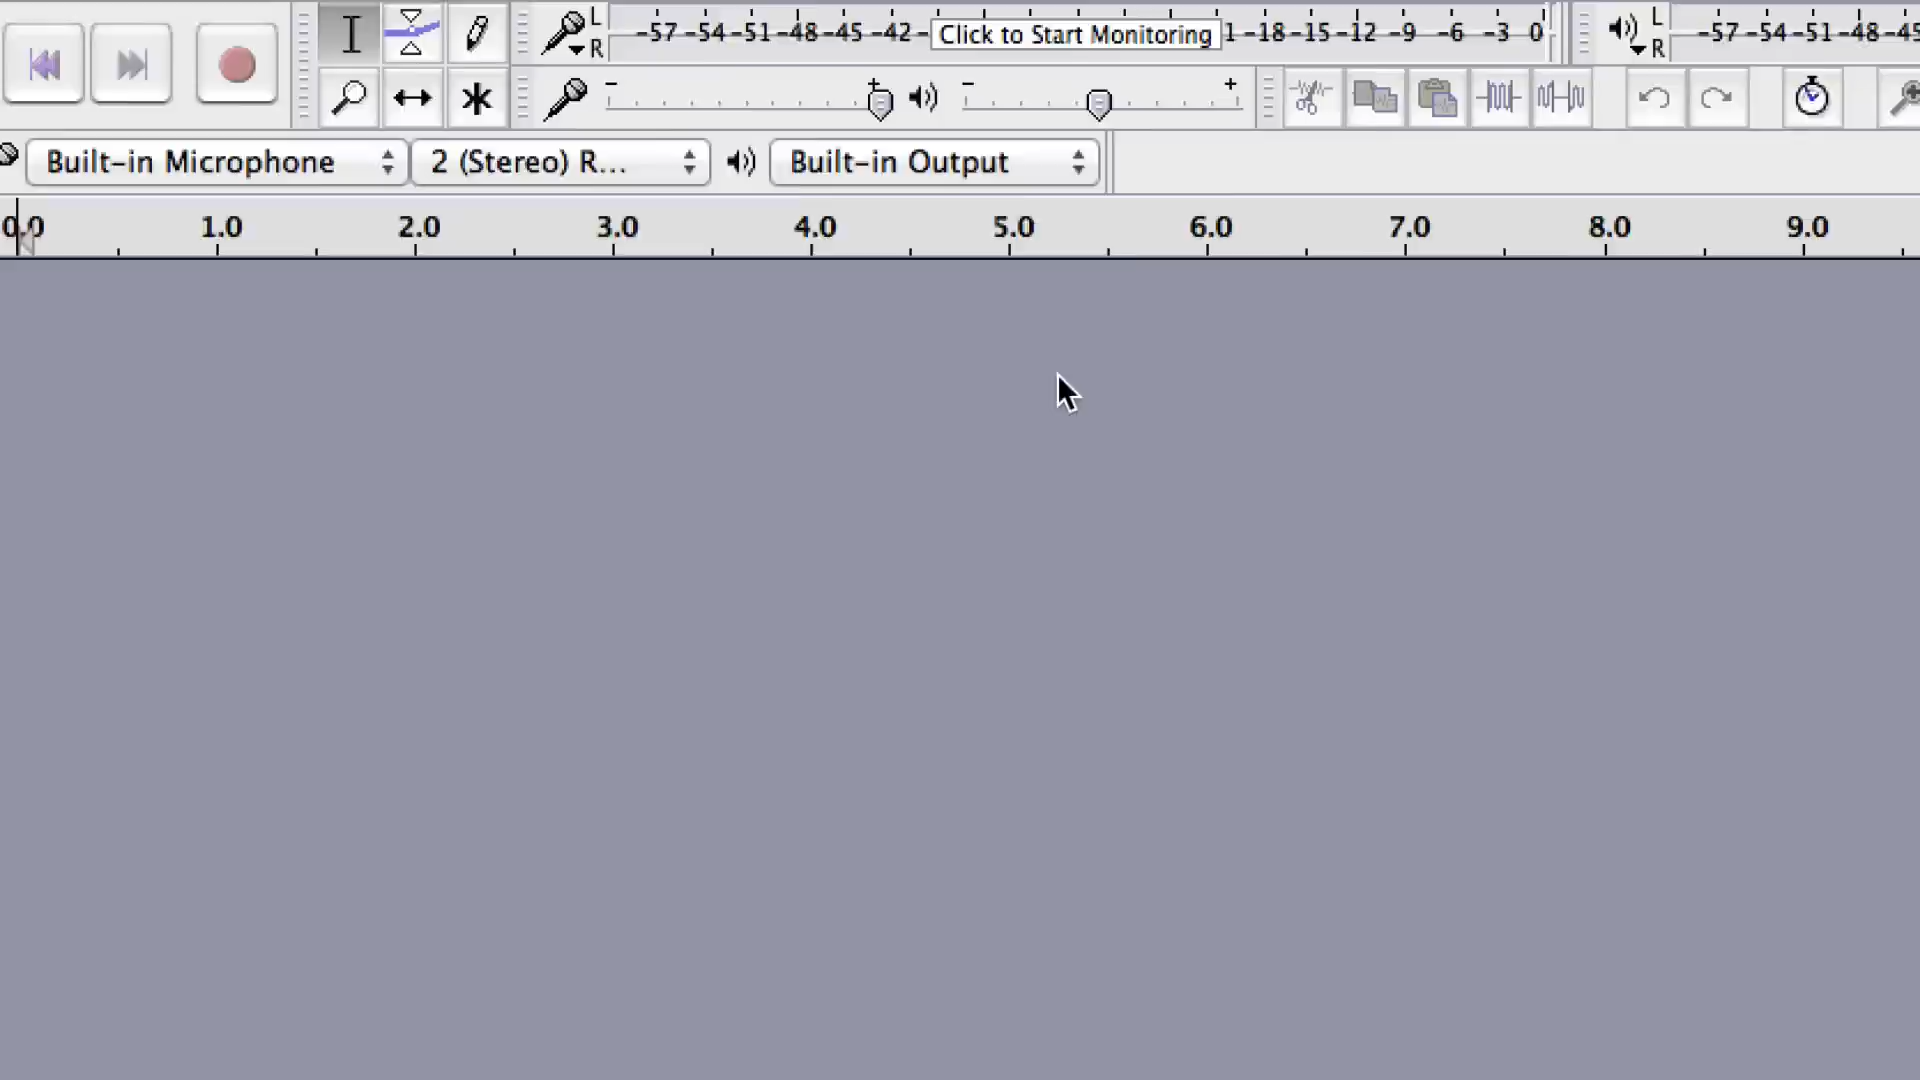 L
R
-57 -54 -51 -48 -45 -42 - Click to Start Monitoring 1 -18 -15 -12 -9 -6 -3 0
L
R
-57 -54 -51 -48 -45
- + - +
Built-in Microphone 2 (Stereo) R... Built-in Output
0.0 1.0 2.0 3.0 4.0 5.0 6.0 7.0 8.0 9.0